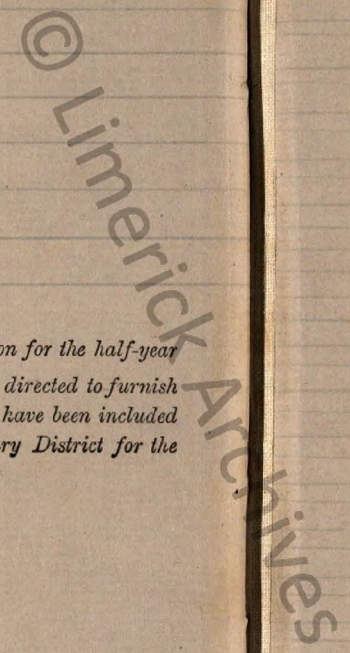 © Limerick Archives
on for the half-year
directed to furnish
have been included
ry District for the